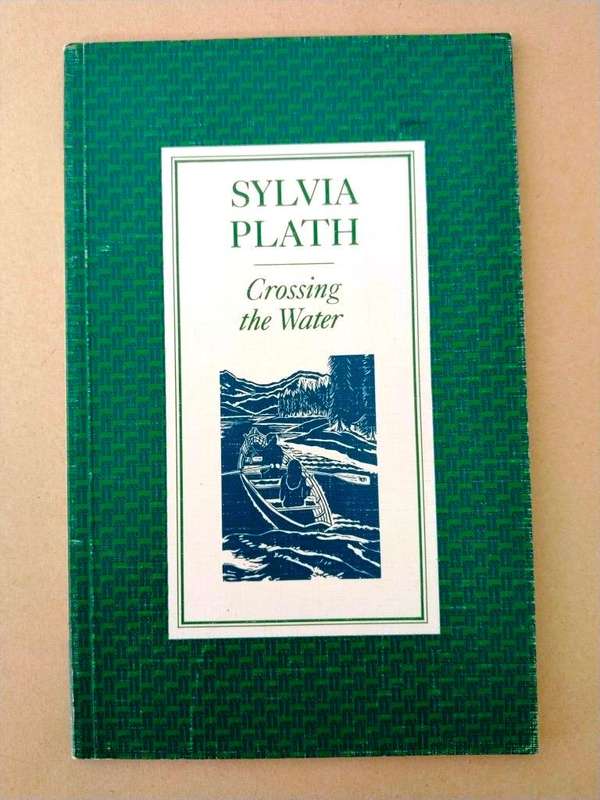 SYLVIA
PLATH
Crossing
the Water